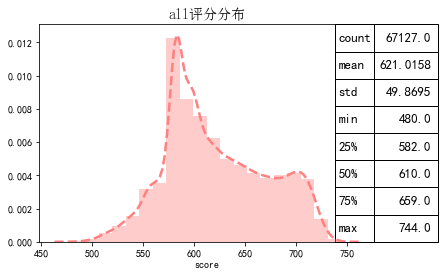 all评分分布
0.012
0.010
0.008
0.006
0.004
0.002
0.000
450 500 550 600 650 700 750
score
count 67127.0
mean 621.0158
std 49.8695
min 480.0
25% 582.0
50% 610.0
75% 659.0
max 744.0